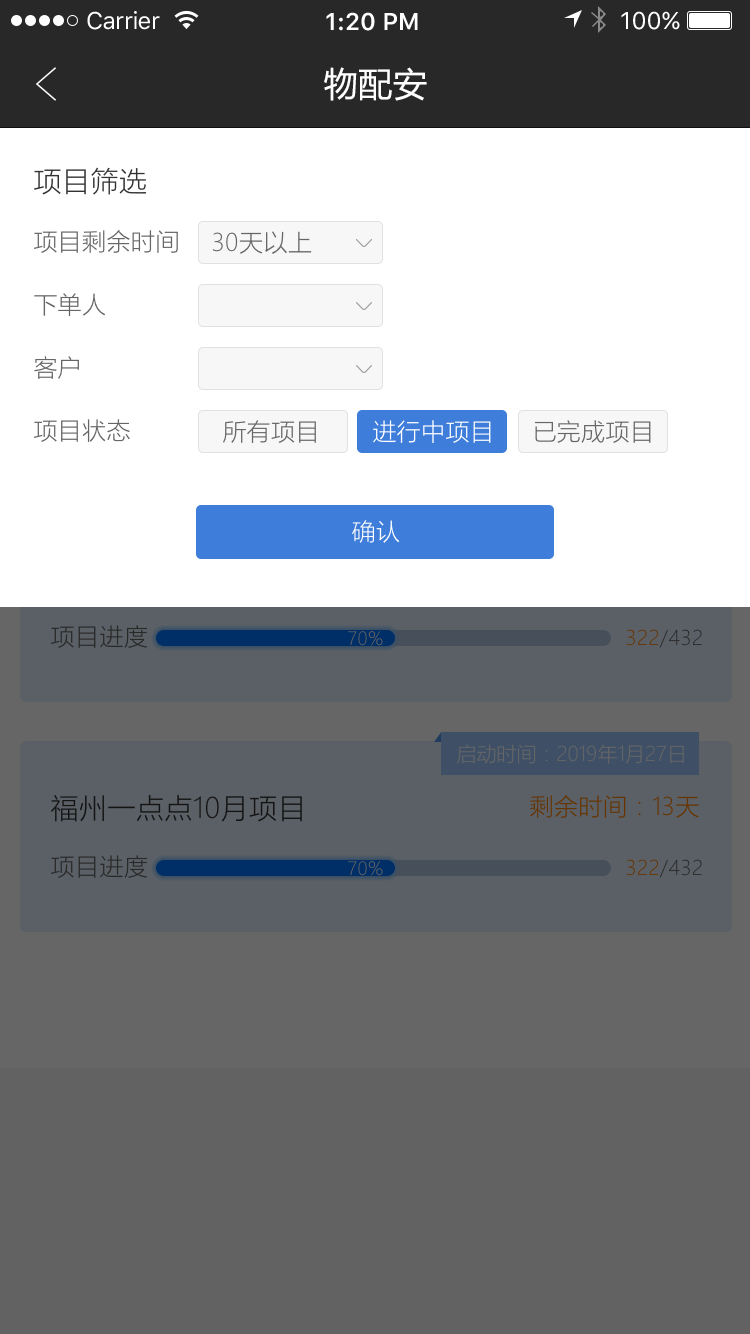 Carrier 1:20 PM 100%
物配安
项目筛选
项目剩余时间 30天以上
下单人
客户
项目状态 所有项目 进行中项目 已完成项目
确认
项目进度 70% 322/432
启动时间：2019年1月27日
福州一点点10月项目 剩余时间：13天
项目进度 70% 322/432